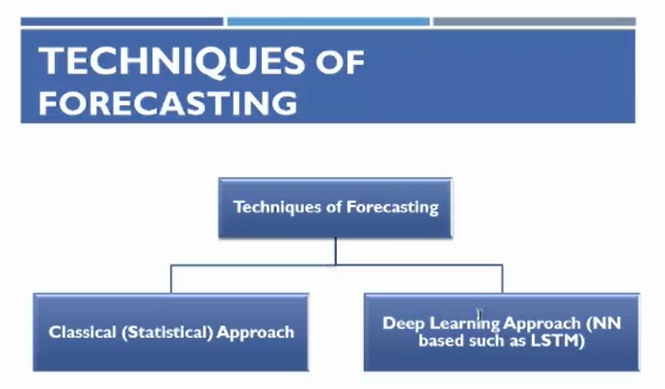 TECHNIQUES OF
FORECASTING
Techniques of Forecasting
Classical (Statistical) Approach
Deep Learning Approach (NN
based such as LSTM)